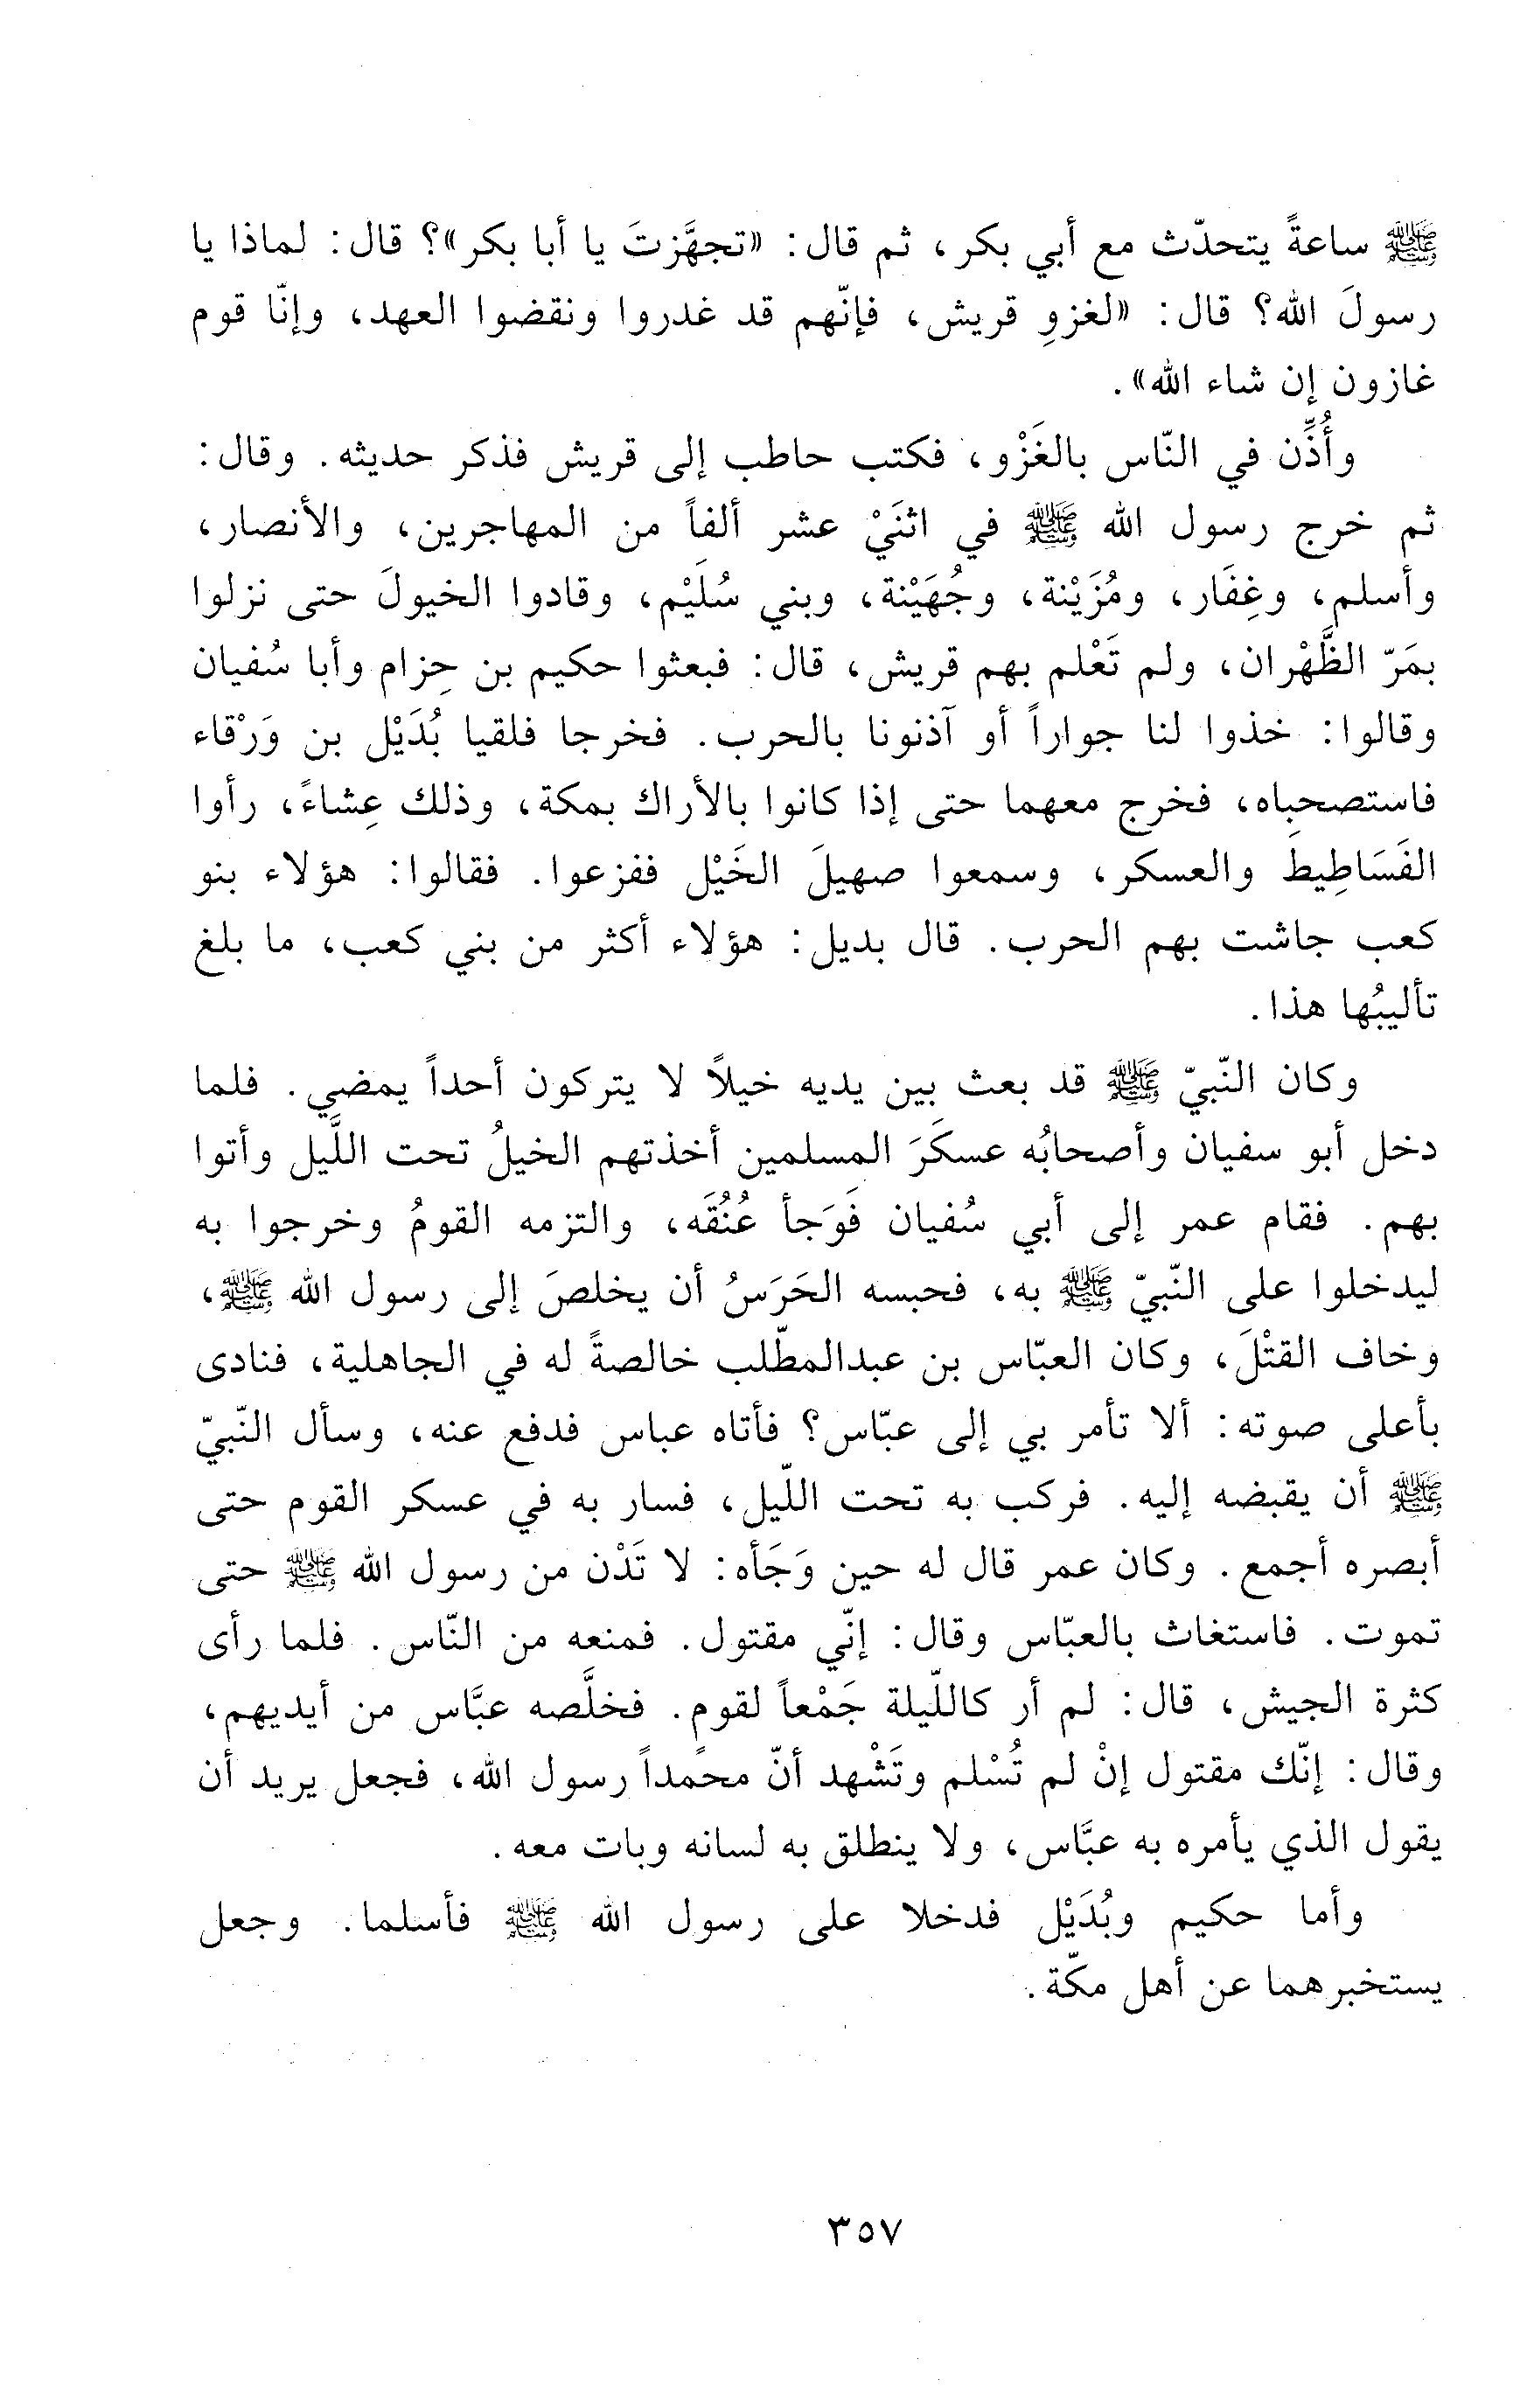 ﷺ ساعةً يتحدّث مع أبي بكر، ثم قال: «تجهَّزتَ يا أبا بكر»؟ قال: لماذا يا
رسولَ الله؟ قال: «لغزوِ قريش، فإنّهم قد غدروا ونقضوا العهد، وإنّا قوم
غازون إن شاء الله».
وأُذِّن في النّاس بالغَزْو، فكتب حاطب إلى قريش فذكر حديثه. وقال:
ثم خرج رسول الله ﷺ في اثنَيْ عشر ألفاً من المهاجرين، والأنصار،
وأسلم، وغِفَار، ومُزَيْنة، وجُهَيْنة، وبني سُلَيْم، وقادوا الخيولَ حتى نزلوا
بمَرّ الظَّهْران، ولم تَعْلم بهم قريش، قال: فبعثوا حكيم بن حِزام وأبا سُفيان
وقالوا: خذوا لنا جواراً أو آذنونا بالحرب. فخرجا فلقيا بُدَيْل بن وَرْقاء
فاستصحباه، فخرج معهما حتى إذا كانوا بالأراك بمكة، وذلك عِشاءً، رأوا
الفَسَاطِيطَ والعسكر، وسمعوا صهيلَ الخَيْل ففزعوا. فقالوا: هؤلاء بنو
كعب جاشت بهم الحرب. قال بديل: هؤلاء أكثر من بني كعب، ما بلغ
تأليبُها هذا.
وكان النّبيّ ﷺ قد بعث بين يديه خيلاً لا يتركون أحداً يمضي. فلما
دخل أبو سفيان وأصحابُه عسكَرَ المسلمين أخذتهم الخيلُ تحت اللَّيل وأتوا
بهم. فقام عمر إلى أبي سُفيان فَوَجأ عُنُقَه، والتزمه القومُ وخرجوا به
ليدخلوا على النّبيّ ﷺ به، فحبسه الحَرَسُ أن يخلصَ إلى رسول الله ﷺ،
وخاف القتْلَ، وكان العبّاس بن عبدالمطّلب خالصةً له في الجاهلية، فنادى
بأعلى صوته: ألا تأمر بي إلى عبّاس؟ فأتاه عباس فدفع عنه، وسأل النّبيّ
ﷺ أن يقبضه إليه. فركب به تحت اللّيل، فسار به في عسكر القوم حتى
أبصره أجمع. وكان عمر قال له حين وَجَأه: لا تَدْن من رسول الله ﷺ حتى
تموت. فاستغاث بالعبّاس وقال: إنّي مقتول. فمنعه من النّاس. فلما رأى
كثرة الجيش، قال: لم أر كاللّيلة جَمْعاً لقومٍ. فخلَّصه عبَّاس من أيديهم،
وقال: إنّك مقتول إنْ لم تُسْلم وتَشْهد أنّ محمداً رسول الله، فجعل يريد أن
يقول الذي يأمره به عبَّاس، ولا ينطلق به لسانه وبات معه.
وأما حكيم وبُدَيْل فدخلا على رسول الله ﷺ فأسلما. وجعل
يستخبرهما عن أهل مكّة.
٣٥٧